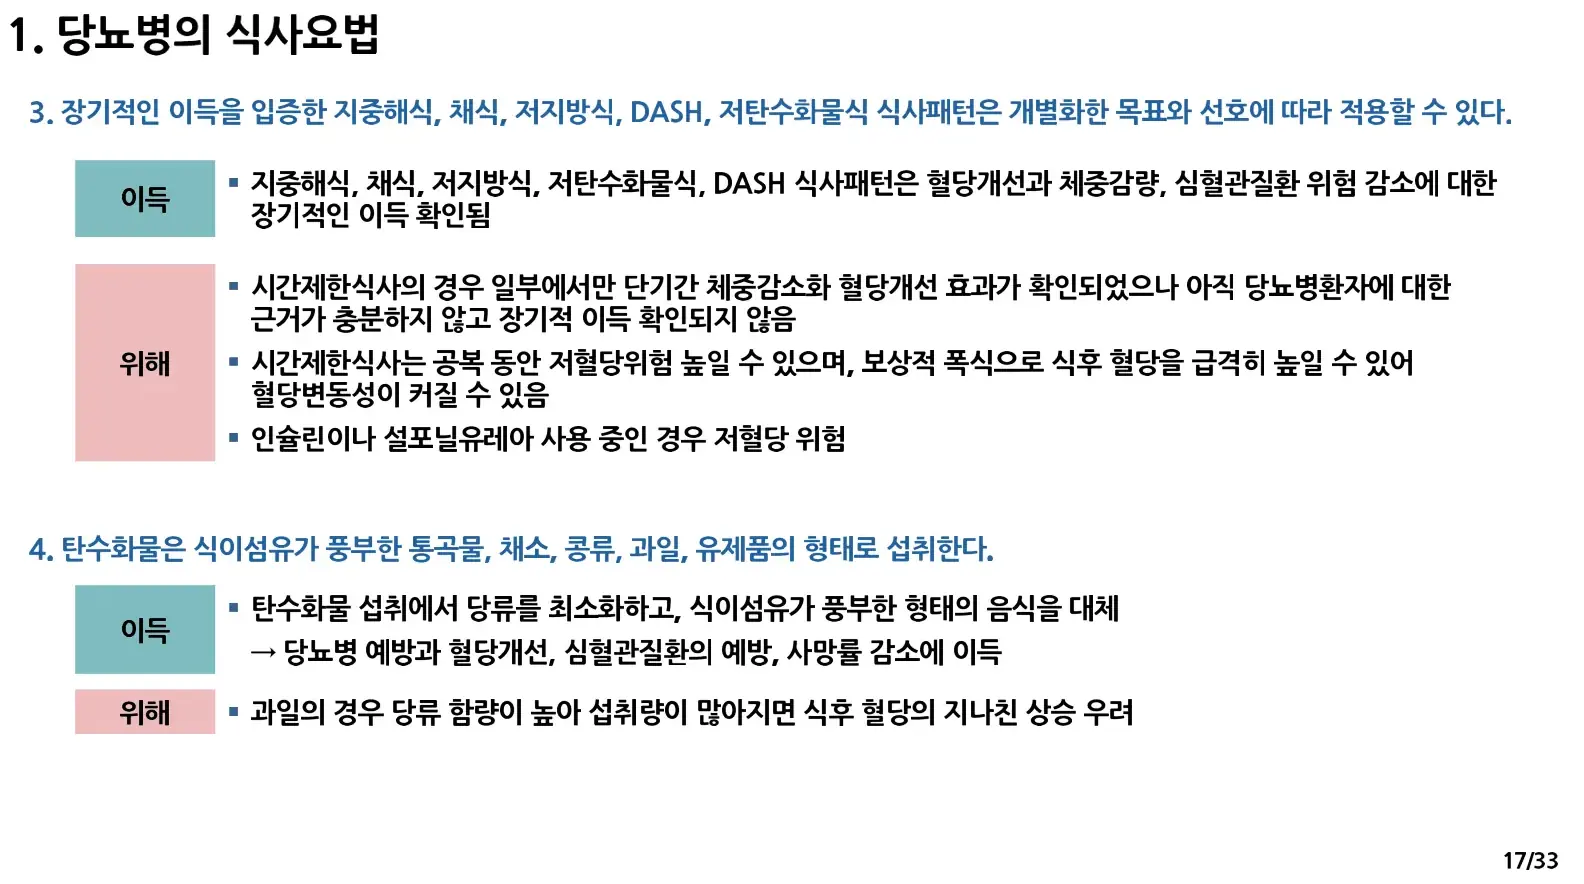 1. 당뇨병의 식사요법
3. 장기적인 이득을 입증한 지중해식, 채식, 저지방식, DASH, 저탄수화물식 식사패턴은 개별화한 목표와 선호에 따라 적용할 수 있다.
이득
▪ 지중해식, 채식, 저지방식, 저탄수화물식, DASH 식사패턴은 혈당개선과 체중감량, 심혈관질환 위험 감소에 대한
장기적인 이득 확인됨
위해
▪ 시간제한식사의 경우 일부에서만 단기간 체중감소화 혈당개선 효과가 확인되었으나 아직 당뇨병환자에 대한
근거가 충분하지 않고 장기적 이득 확인되지 않음
▪ 시간제한식사는 공복 동안 저혈당위험 높일 수 있으며, 보상적 폭식으로 식후 혈당을 급격히 높일 수 있어
혈당변동성이 커질 수 있음
▪ 인슐린이나 설포닐유레아 사용 중인 경우 저혈당 위험
4. 탄수화물은 식이섬유가 풍부한 통곡물, 채소, 콩류, 과일, 유제품의 형태로 섭취한다.
이득
▪ 탄수화물 섭취에서 당류를 최소화하고, 식이섬유가 풍부한 형태의 음식을 대체
→ 당뇨병 예방과 혈당개선, 심혈관질환의 예방, 사망률 감소에 이득
위해
▪ 과일의 경우 당류 함량이 높아 섭취량이 많아지면 식후 혈당의 지나친 상승 우려
17/33